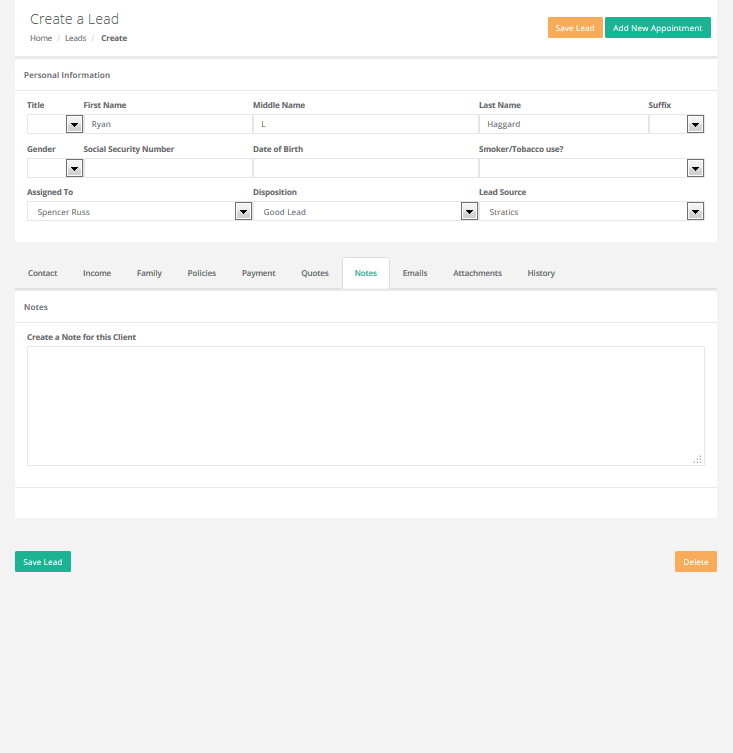 Create a Lead
Home / Leads / Create
Save Lead Add New Appointment
Personal Information
Title First Name Middle Name Last Name Suffix
Ryan L Haggard
Gender Social Security Number Date of Birth Smoker/Tobacco use?
Assigned To Disposition Lead Source
Spencer Russ Good Lead Stratics
Contact Income Family Policies Payment Quotes Notes Emails Attachments History
Notes
Create a Note for this Client
Save Lead Delete